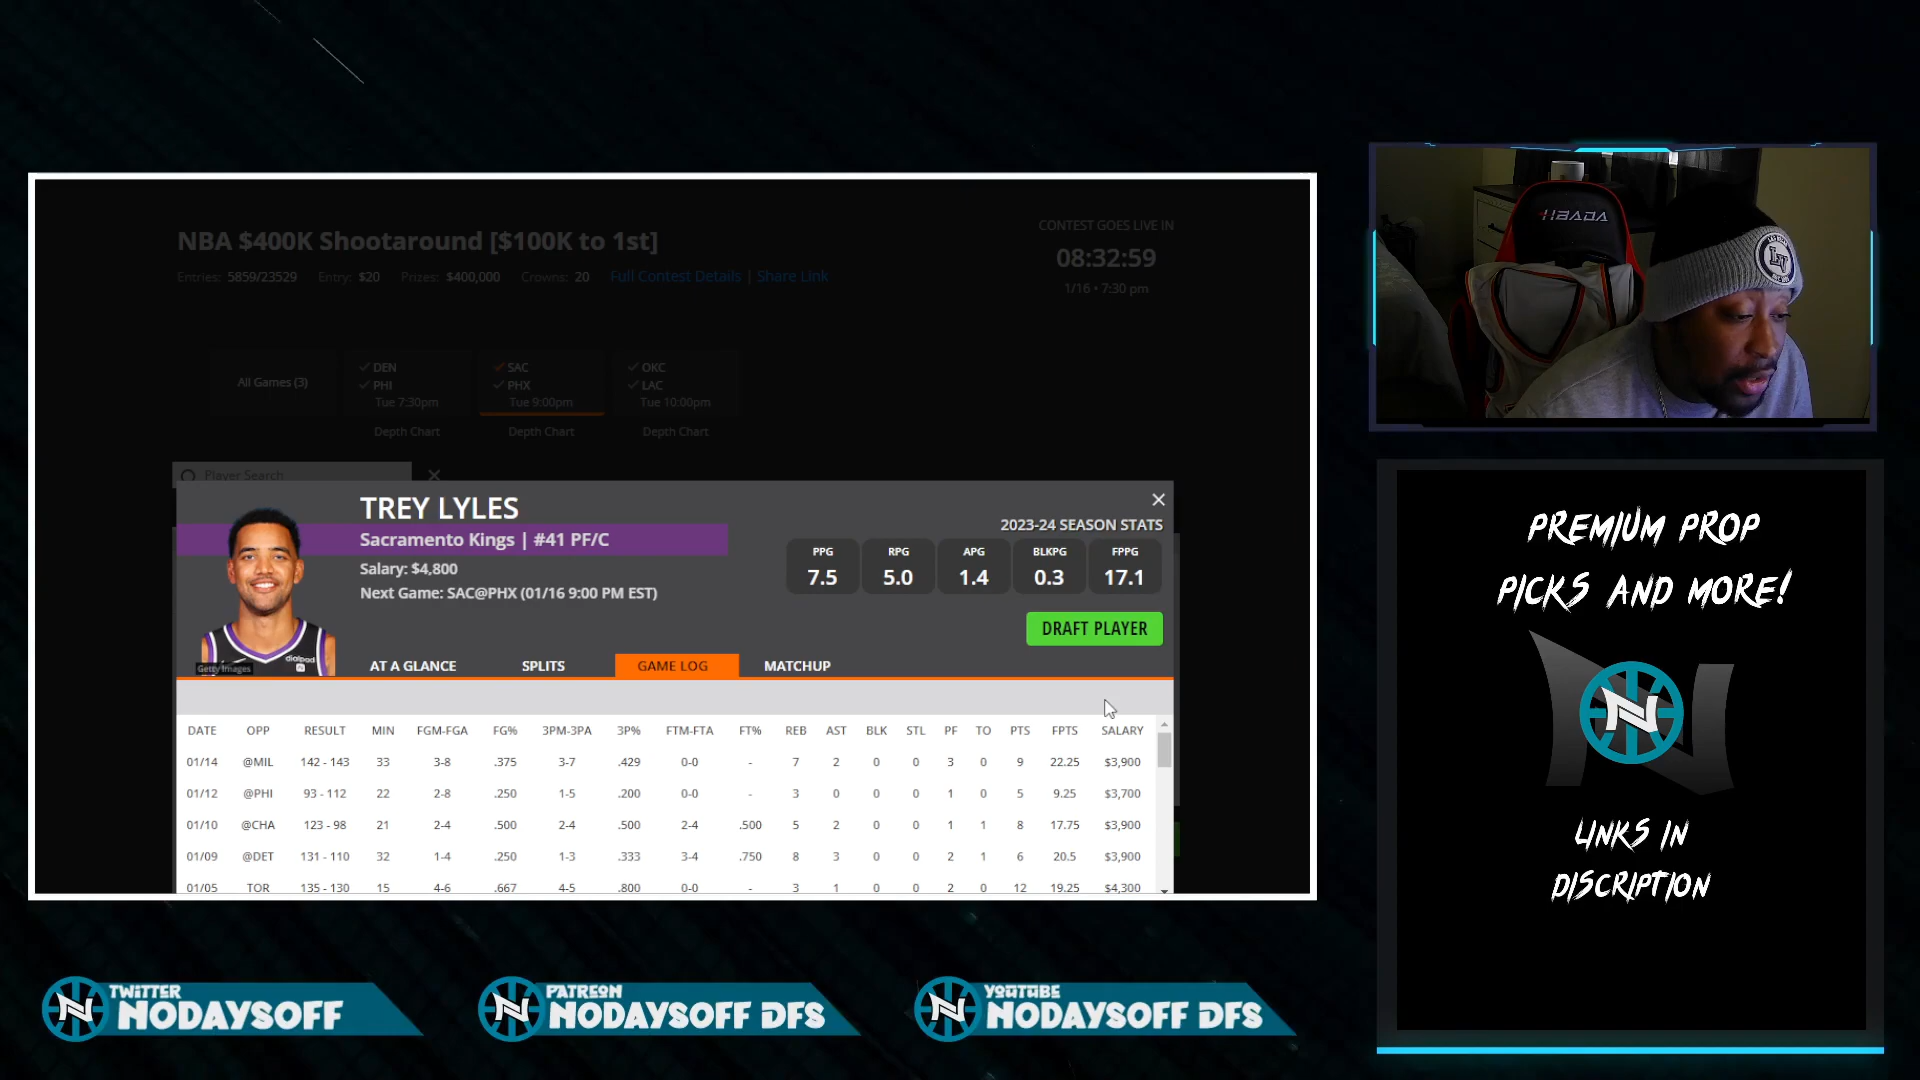 NBA $400K Shootaround [$100K to 1st]
Entries: 5859/23529 Entry: $20 Prizes: $400,000 Crowns: 20 Full Contest Details | Share Link
CONTEST GOES LIVE IN
08:32:59
1/16 • 7:30 pm
All Games (3)
DEN
PHI
Tue 7:30pm
Depth Chart
SAC
PHX
Tue 9:00pm
Depth Chart
OKC
LAC
Tue 10:00pm
Depth Chart
Player Search
TREY LYLES
Sacramento Kings | #41 PF/C
Salary: $4,800
Next Game: SAC@PHX (01/16 9:00 PM EST)
2023-24 SEASON STATS
PPG RPG APG BLKPG FPPG
7.5 5.0 1.4 0.3 17.1
DRAFT PLAYER
Getty Images
dialpad
AT A GLANCE SPLITS GAME LOG MATCHUP
DATE OPP RESULT MIN FGM-FGA FG% 3PM-3PA 3P% FTM-FTA FT% REB AST BLK STL PF TO PTS FPTS SALARY
01/14 @MIL 142 - 143 33 3-8 .375 3-7 .429 0-0 - 7 2 0 0 3 0 9 22.25 $3,900
01/12 @PHI 93 - 112 22 2-8 .250 1-5 .200 0-0 - 3 0 0 0 1 0 5 9.25 $3,700
01/10 @CHA 123 - 98 21 2-4 .500 2-4 .500 2-4 .500 5 2 0 0 1 1 8 17.75 $3,900
01/09 @DET 131 - 110 32 1-4 .250 1-3 .333 3-4 .750 8 3 0 0 2 1 6 20.5 $3,900
01/05 TOR 135 - 130 15 4-6 .667 4-5 .800 0-0 - 3 1 0 0 2 0 12 19.25 $4,300
HBADA
LV
PREMIUM PROP
PICKS AND MORE!
N
LINKS IN
DISCRIPTION
TWITTER
NODAYSOFF
PATREON
NODAYSOFF DFS
YOUTUBE
NODAYSOFF DFS